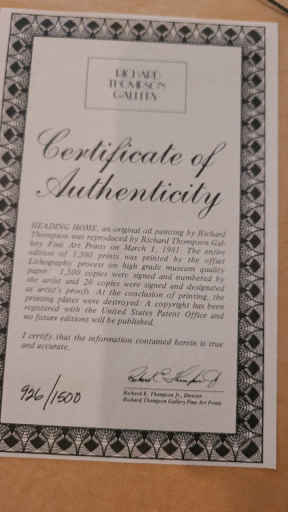 RICHARD
THOMPSON
GALLERY
Certificate of
Authenticity
HEADING HOME, an original oil painting by Richard
Thompson was reproduced by Richard Thompson Gal-
lery Fine Art Prints on March 1, 1981. The entire
edition of 1,500 prints was printed by the offset
lithography process on high grade museum quality
paper. 1,500 copies were signed and numbered by
the artist and 26 copies were signed and designated
as artist's proofs. At the conclusion of printing, the
printing plates were destroyed. A copyright has been
registered with the United States Patent Office and
no future editions will be published.
I certify that the information contained herein is true
and accurate.
926/1500
Richard E. Thompson Jr., Director
Richard Thompson Gallery Fine Art Prints